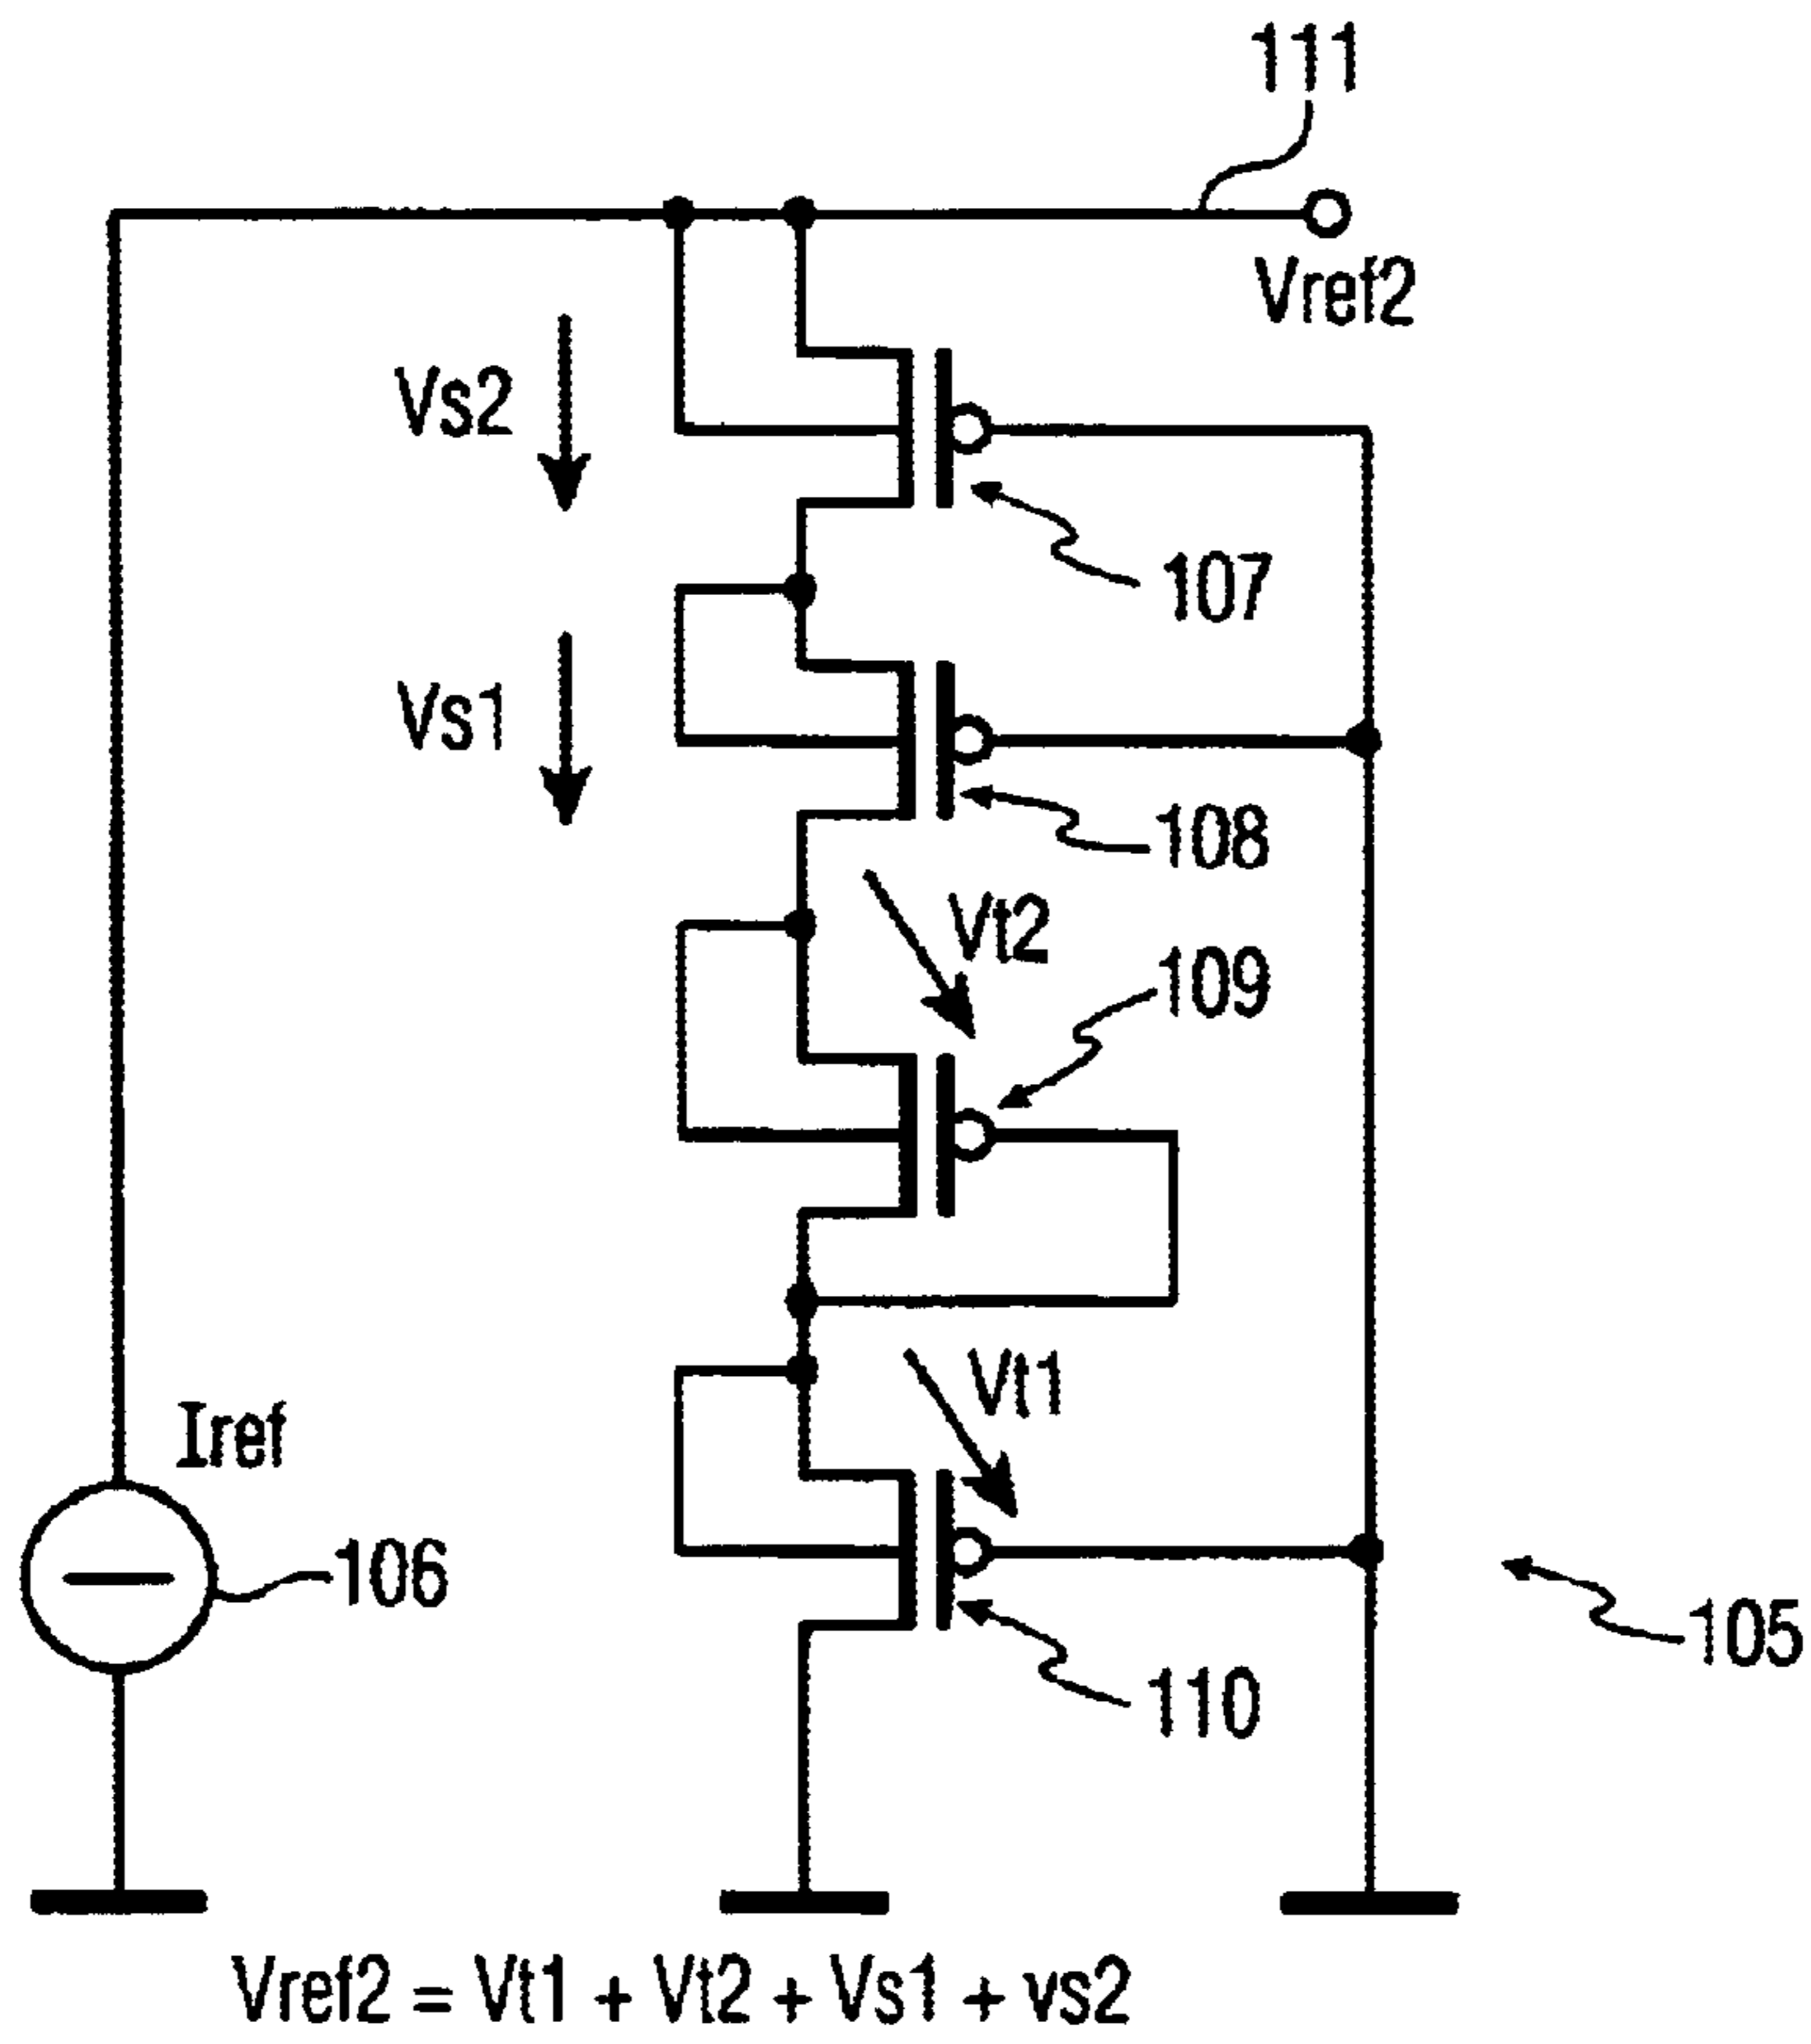 111
Vref2
Vs2
107
Vs1
108
Vt2
109
Vt1
Iref
106
105
110
Vref2 = Vt1 + Vt2 + Vs1 + vs2